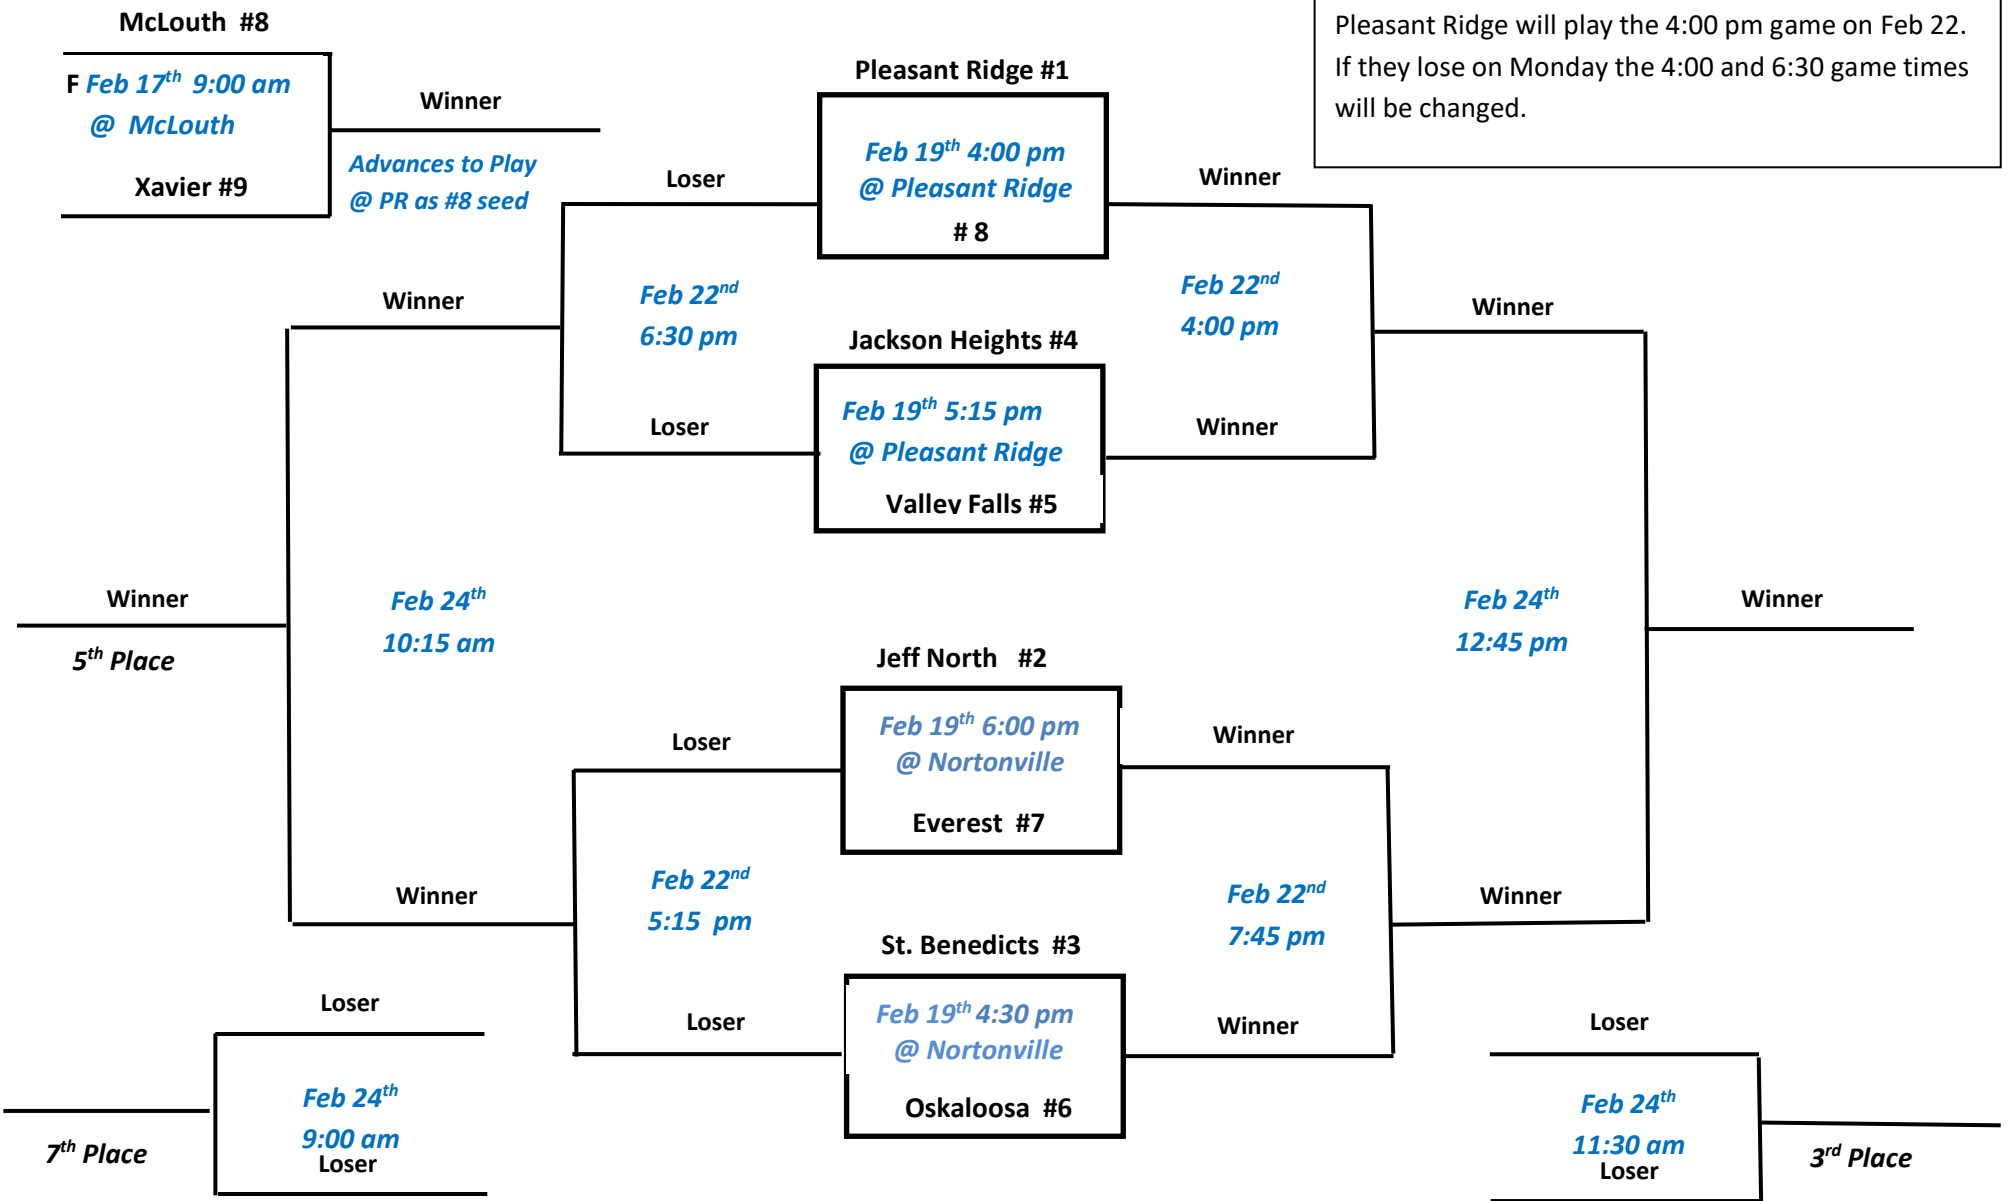 McLouth #8
F Feb 17th 9:00 am
@ McLouth
Xavier #9
Winner
Advances to Play
@ PR as #8 seed
Pleasant Ridge will play the 4:00 pm game on Feb 22.
If they lose on Monday the 4:00 and 6:30 game times
will be changed.
Pleasant Ridge #1
Feb 19th 4:00 pm
@ Pleasant Ridge
# 8
Loser
Winner
Winner
Feb 22nd
6:30 pm
Feb 22nd
4:00 pm
Winner
Jackson Heights #4
Feb 19th 5:15 pm
@ Pleasant Ridge
Valley Falls #5
Loser
Winner
Winner
5th Place
Feb 24th
10:15 am
Feb 24th
12:45 pm
Winner
Jeff North #2
Feb 19th 6:00 pm
@ Nortonville
Everest #7
Loser
Winner
Winner
Feb 22nd
5:15 pm
Feb 22nd
7:45 pm
Winner
St. Benedicts #3
Feb 19th 4:30 pm
@ Nortonville
Oskaloosa #6
Loser
Winner
Loser
Feb 24th
9:00 am
Loser
7th Place
Loser
Feb 24th
11:30 am
Loser
3rd Place